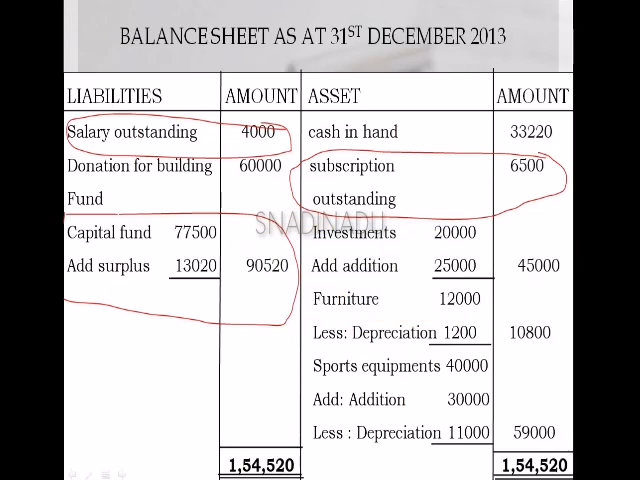 BALANCE SHEET AS AT 31ST DECEMBER 2013
LIABILITIES AMOUNT ASSET AMOUNT
Salary outstanding 4000 cash in hand 33220
Donation for building 60000 subscription 6500
Fund outstanding
SNADINADU
Capital fund 77500 Investments 20000
Add surplus 13020 90520 Add addition 25000 45000
Furniture 12000
Less: Depreciation 1200 10800
Sports equipments 40000
Add: Addition 30000
Less : Depreciation 11000 59000
1,54,520 1,54,520